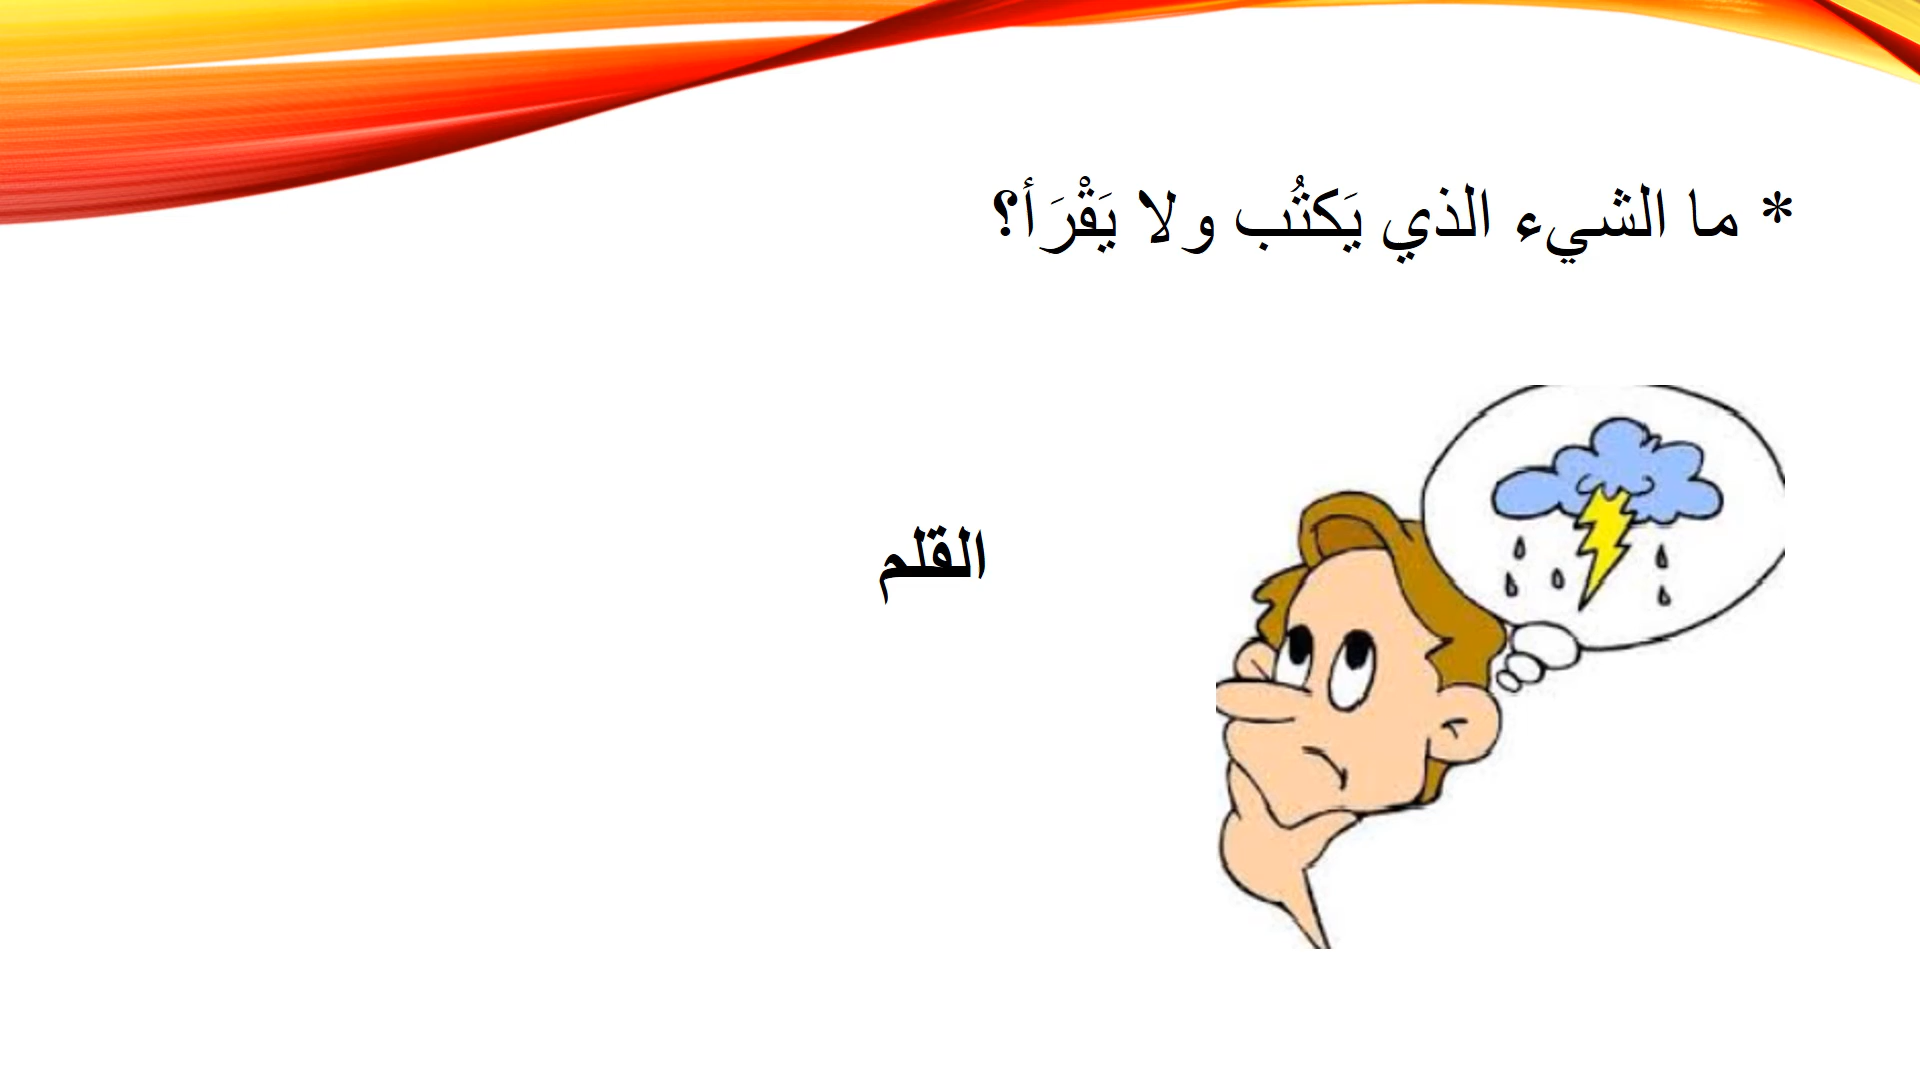 * ما الشيء الذي يَكتُب ولا يَقْرَأ؟
القلم